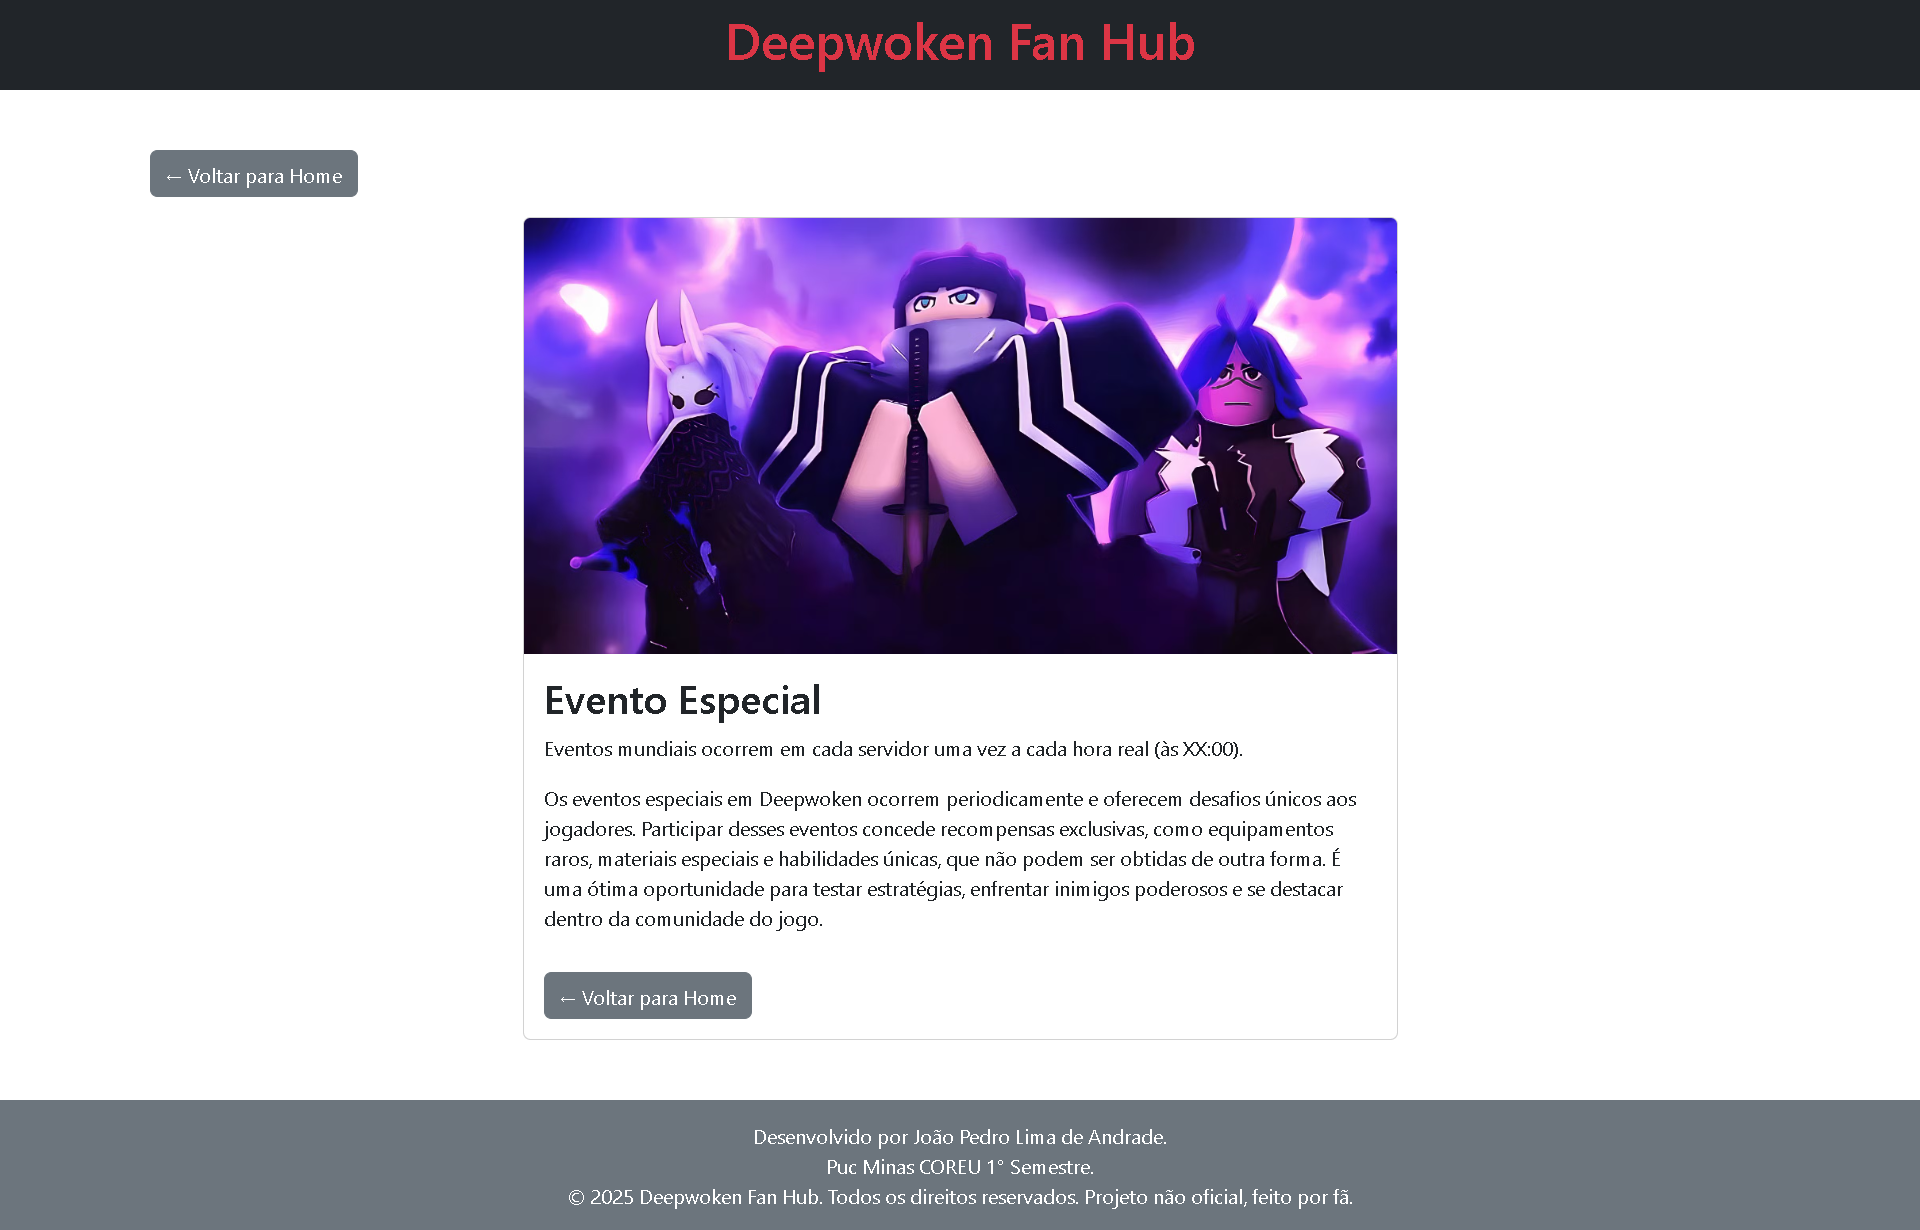 Deepwoken Fan Hub
← Voltar para Home
Evento Especial
Eventos mundiais ocorrem em cada servidor uma vez a cada hora real (às XX:00).
Os eventos especiais em Deepwoken ocorrem periodicamente e oferecem desafios únicos aos
jogadores. Participar desses eventos concede recompensas exclusivas, como equipamentos
raros, materiais especiais e habilidades únicas, que não podem ser obtidas de outra forma. É
uma ótima oportunidade para testar estratégias, enfrentar inimigos poderosos e se destacar
dentro da comunidade do jogo.
← Voltar para Home
Desenvolvido por João Pedro Lima de Andrade.
Puc Minas COREU 1° Semestre.
© 2025 Deepwoken Fan Hub. Todos os direitos reservados. Projeto não oficial, feito por fã.